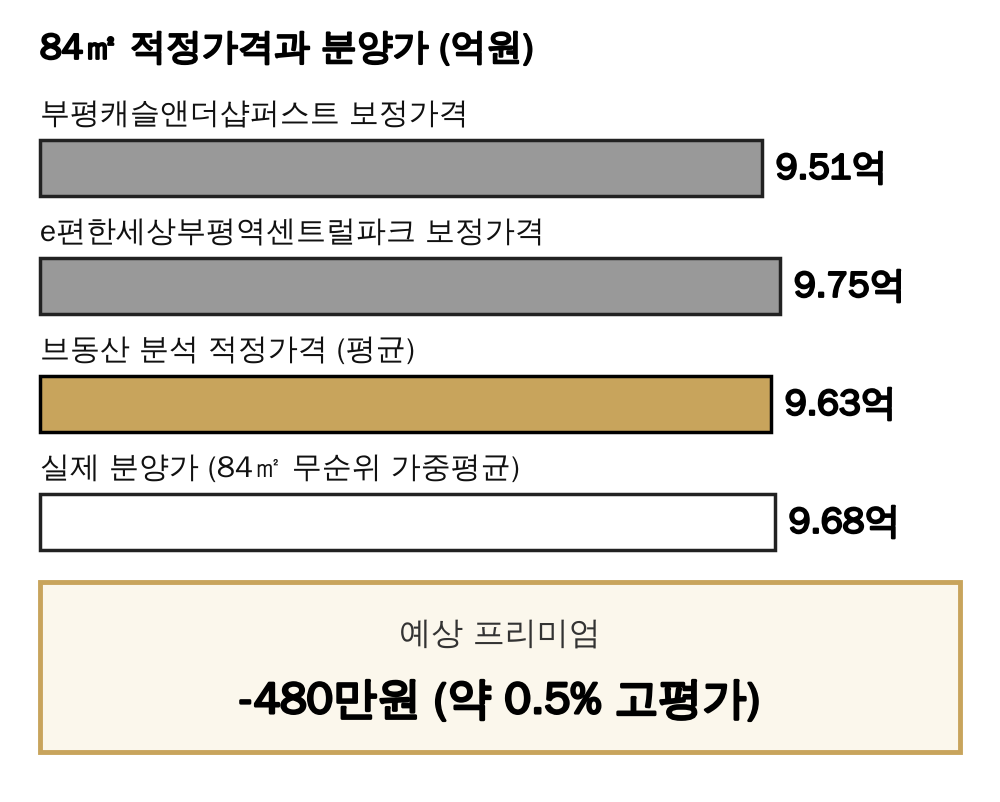 84㎡ 적정가격과 분양가 (억원)
부평캐슬앤더샵퍼스트 보정가격
9.51억
e편한세상부평역센트럴파크 보정가격
9.75억
브동산 분석 적정가격 (평균)
9.63억
실제 분양가 (84㎡ 무순위 가중평균)
9.68억
예상 프리미엄
-480만원 (약 0.5% 고평가)